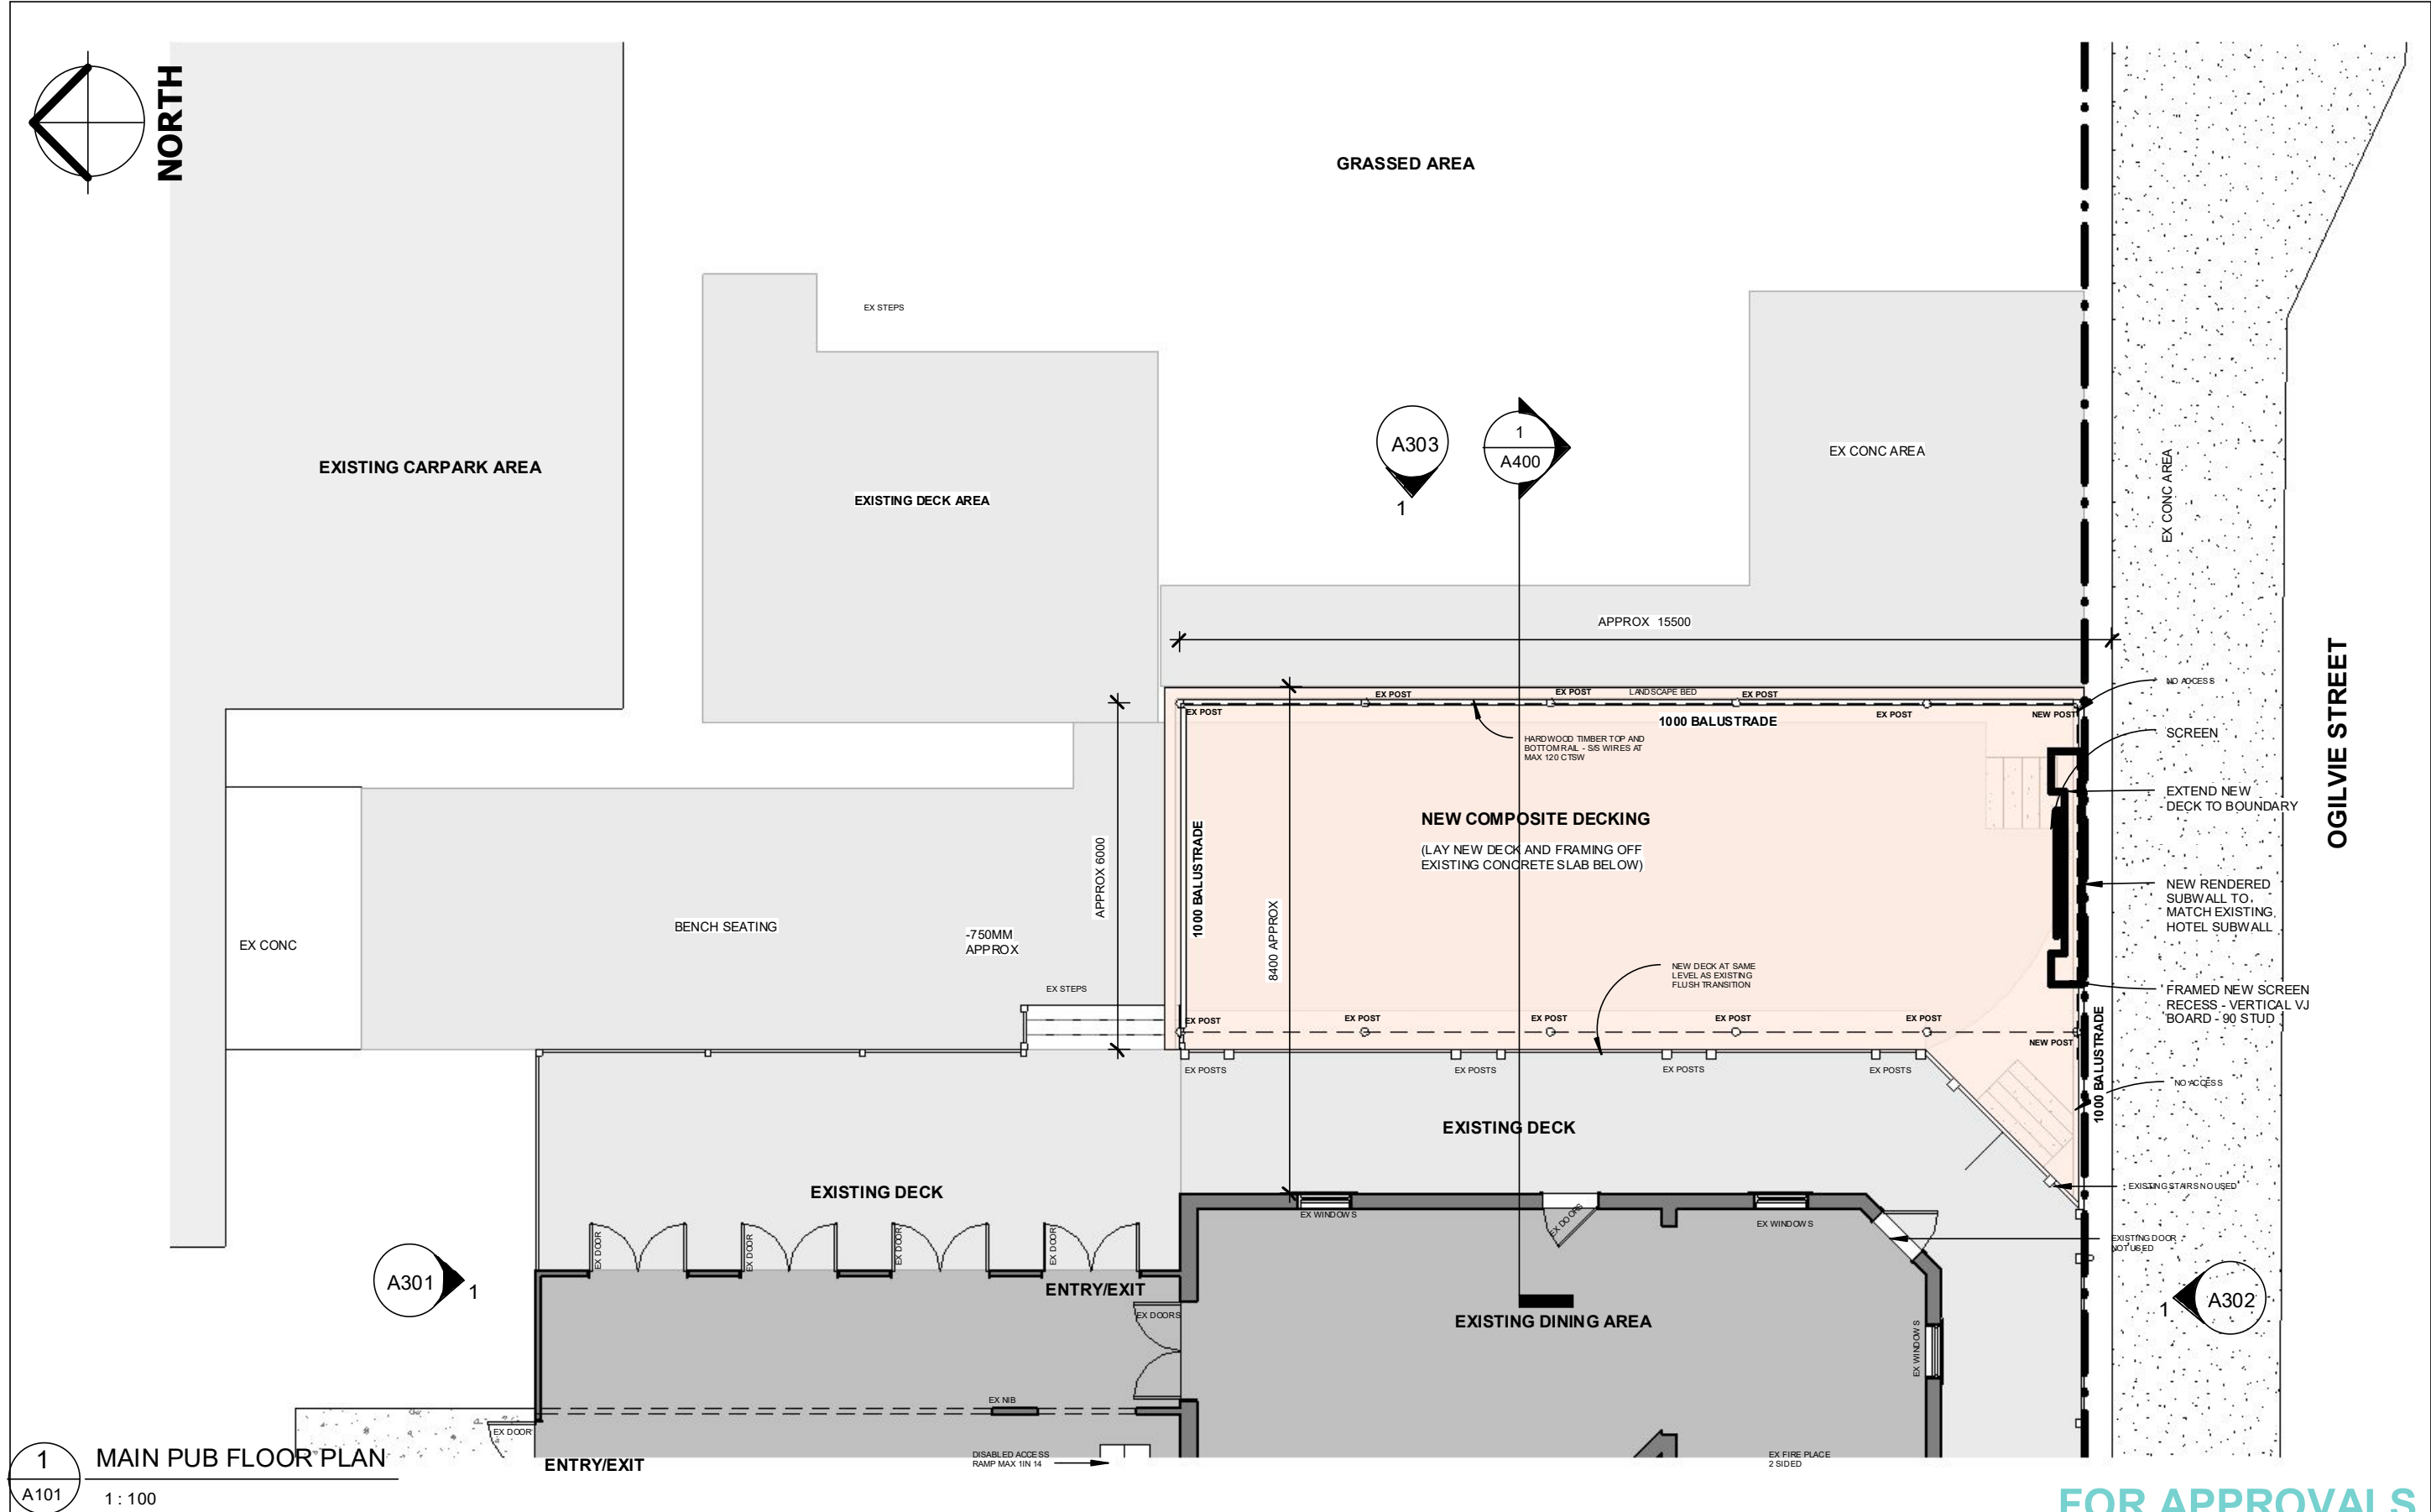 NORTH
GRASSED AREA
EX STEPS
EXISTING CARPARK AREA
EXISTING DECK AREA
A303
1
1
A400
EX CONC AREA
EX CONC AREA
APPROX 15500
OGILVIE STREET
EX POST
EX POST
LANDSCAPE BED
EX POST
EX POST
1000 BALUSTRADE
EX POST
NEW POST
NO ACCESS
HARDWOOD TIMBER TOP AND
BOTTOM RAIL - S/S WIRES AT
MAX 120 CTSW
SCREEN
EXTEND NEW
DECK TO BOUNDARY
NEW COMPOSITE DECKING
(LAY NEW DECK AND FRAMING OFF
EXISTING CONCRETE SLAB BELOW)
APPROX 6000
1000 BALUSTRADE
8400 APPROX
NEW RENDERED
SUBWALL TO
MATCH EXISTING
HOTEL SUBWALL
BENCH SEATING
-750MM
APPROX
EX CONC
NEW DECK AT SAME
LEVEL AS EXISTING
FLUSH TRANSITION
EX STEPS
FRAMED NEW SCREEN
RECESS - VERTICAL VJ
BOARD - 90 STUD
EX POST
EX POST
EX POST
EX POST
EX POST
NEW POST
1000 BALUSTRADE
EX POSTS
EX POSTS
EX POSTS
EX POSTS
NO ACCESS
EXISTING DECK
EXISTING DECK
EXISTING STAIRS NO USED
EX WINDOWS
EX DOORS
EX WINDOWS
EX DOOR
EX DOOR
EX DOOR
EX DOOR
EXISTING DOOR
NOT USED
A301
1
ENTRY/EXIT
EX DOORS
EXISTING DINING AREA
EX WINDOWS
1
A302
EX NIB
EX DOOR
1
A101
MAIN PUB FLOOR PLAN
1 : 100
ENTRY/EXIT
DISABLED ACCESS
RAMP MAX 1IN 14
EX FIRE PLACE
2 SIDED
FOR APPROVALS